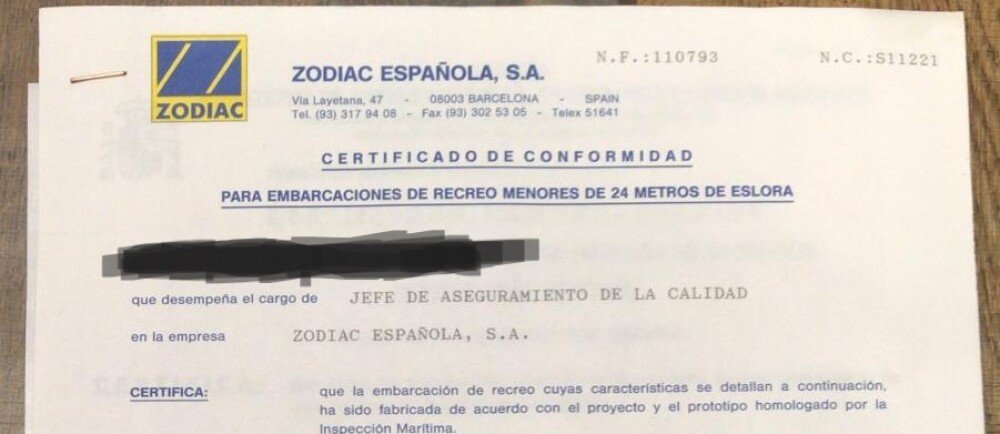 N.F.:110793
N.C.:S11221
ZODIAC
ZODIAC ESPAÑOLA, S.A.
Via Layetana, 47 - 08003 BARCELONA - SPAIN
Tel. (93) 317 94 08 - Fax (93) 302 53 05 - Telex 51641
CERTIFICADO DE CONFORMIDAD
PARA EMBARCACIONES DE RECREO MENORES DE 24 METROS DE ESLORA
que desempeña el cargo de JEFE DE ASEGURAMIENTO DE LA CALIDAD
en la empresa ZODIAC ESPAÑOLA, S.A.
CERTIFICA: que la embarcación de recreo cuyas características se detallan a continuación,
ha sido fabricada de acuerdo con el proyecto y el prototipo homologado por la
Inspección Marítima.